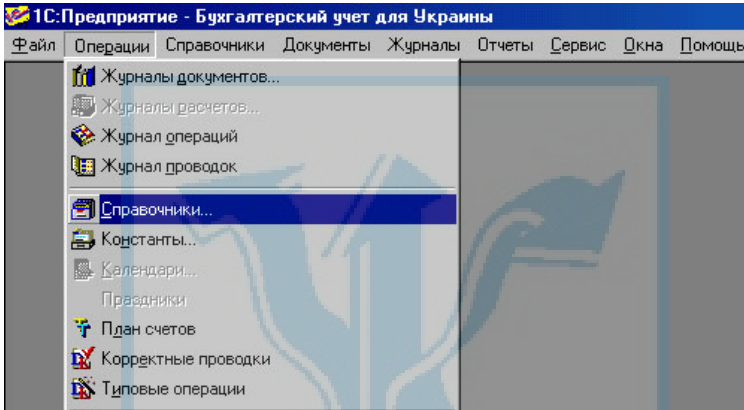 1С:Предприятие - Бухгалтерский учет для Украины
Файл Операции Справочники Документы Журналы Отчеты Сервис Окна Помощь
Журналы документов...
Журналы расчетов...
Журнал операций
Журнал проводок
Справочники...
Константы...
Календари...
Праздники
План счетов
Корректные проводки
Типовые операции